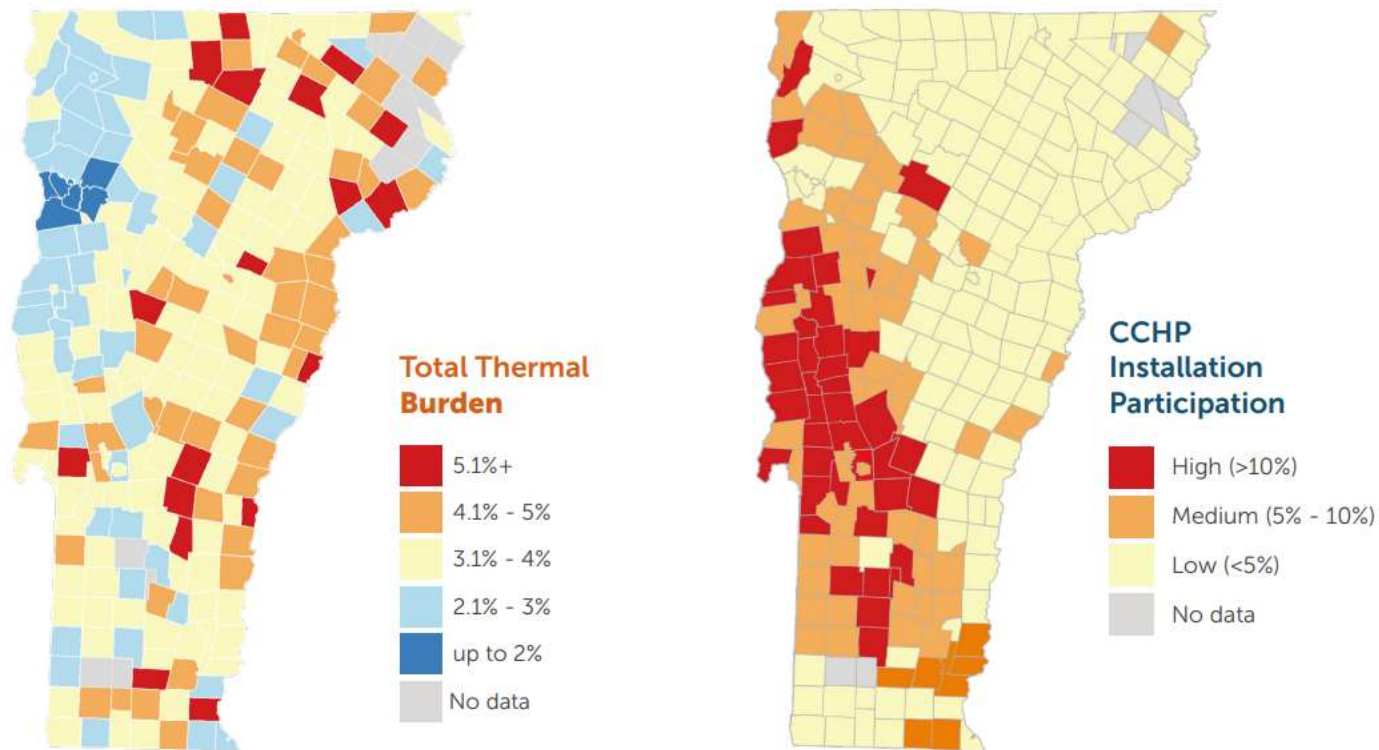 Total Thermal
Burden
5.1%+
4.1% - 5%
3.1% - 4%
2.1% - 3%
up to 2%
No data
CCHP
Installation
Participation
High (>10%)
Medium (5% - 10%)
Low (<5%)
No data